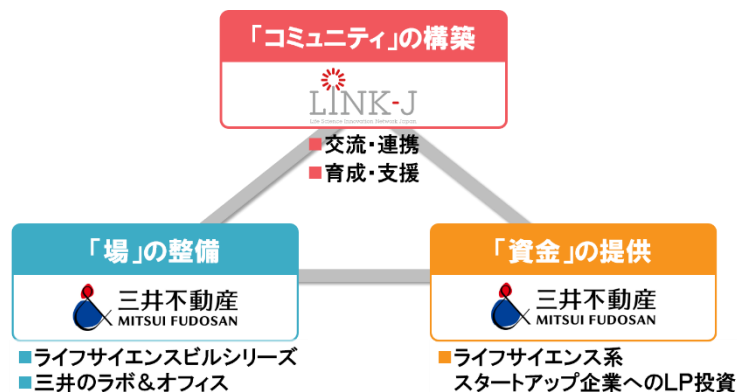 「コミュニティ」の構築
LINK-J
Life Science Innovation Network Japan
■交流・連携
■育成・支援
「場」の整備
三井不動産
MITSUI FUDOSAN
■ライフサイエンスビルシリーズ
■三井のラボ&オフィス
「資金」の提供
三井不動産
MITSUI FUDOSAN
■ライフサイエンス系
スタートアップ企業へのLP投資